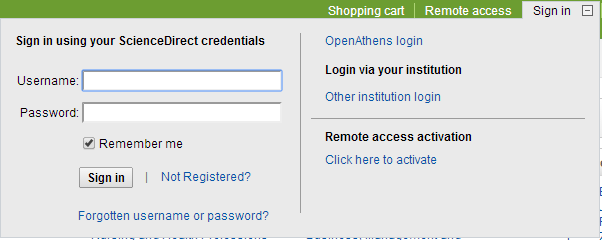 Shopping cart | Remote access Sign in
Sign in using your ScienceDirect credentials
Username:
Password:
Remember me
Sign in | Not Registered?
Forgotten username or password?
OpenAthens login
Login via your institution
Other institution login
Remote access activation
Click here to activate